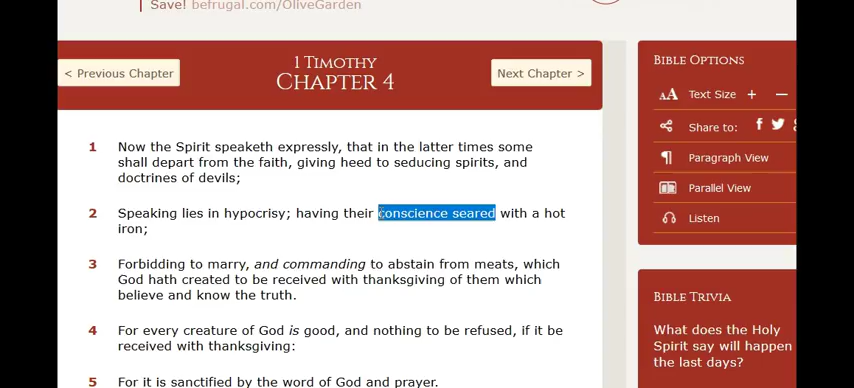 Save! befrugal.com/OliveGarden
< Previous Chapter
1 Timothy
Chapter 4
Next Chapter >
1 Now the Spirit speaketh expressly, that in the latter times some
shall depart from the faith, giving heed to seducing spirits, and
doctrines of devils;
2 Speaking lies in hypocrisy; having their conscience seared with a hot
iron;
3 Forbidding to marry, and commanding to abstain from meats, which
God hath created to be received with thanksgiving of them which
believe and know the truth.
4 For every creature of God is good, and nothing to be refused, if it be
received with thanksgiving:
5 For it is sanctified by the word of God and prayer.
Bible Options
AA Text Size + —
Share to:
¶ Paragraph View
Parallel View
Listen
Bible Trivia
What does the Holy
Spirit say will happen
the last days?